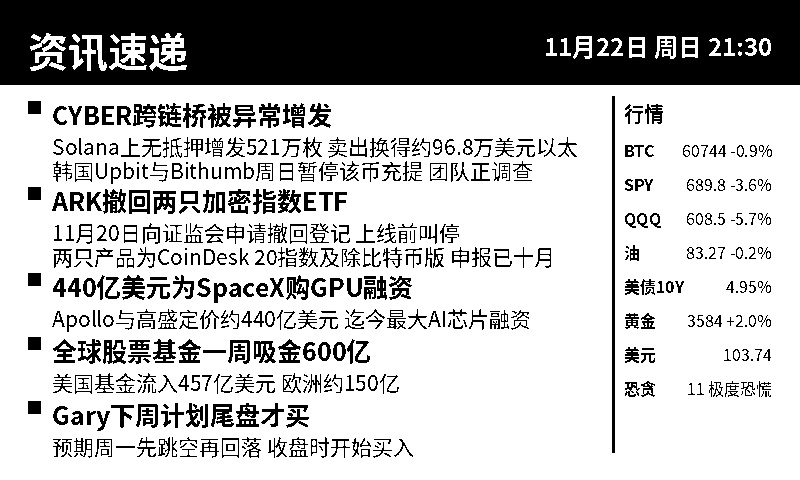 资讯速递
11月22日 周日 21:30
CYBER跨链桥被异常增发
Solana上无抵押增发521万枚 卖出换得约96.8万美元以太
韩国Upbit与Bithumb周日暂停该币充提 团队正调查
ARK撤回两只加密指数ETF
11月20日向证监会申请撤回登记 上线前叫停
两只产品为CoinDesk 20指数及除比特币版 申报已十月
440亿美元为SpaceX购GPU融资
Apollo与高盛定价约440亿美元 迄今最大AI芯片融资
全球股票基金一周吸金600亿
美国基金流入457亿美元 欧洲约150亿
Gary下周计划尾盘才买
预期周一先跳空再回落 收盘时开始买入
行情
BTC 60744 -0.9%
SPY 689.8 -3.6%
QQQ 608.5 -5.7%
油 83.27 -0.2%
美债10Y 4.95%
黄金 3584 +2.0%
美元 103.74
恐贪 11 极度恐慌